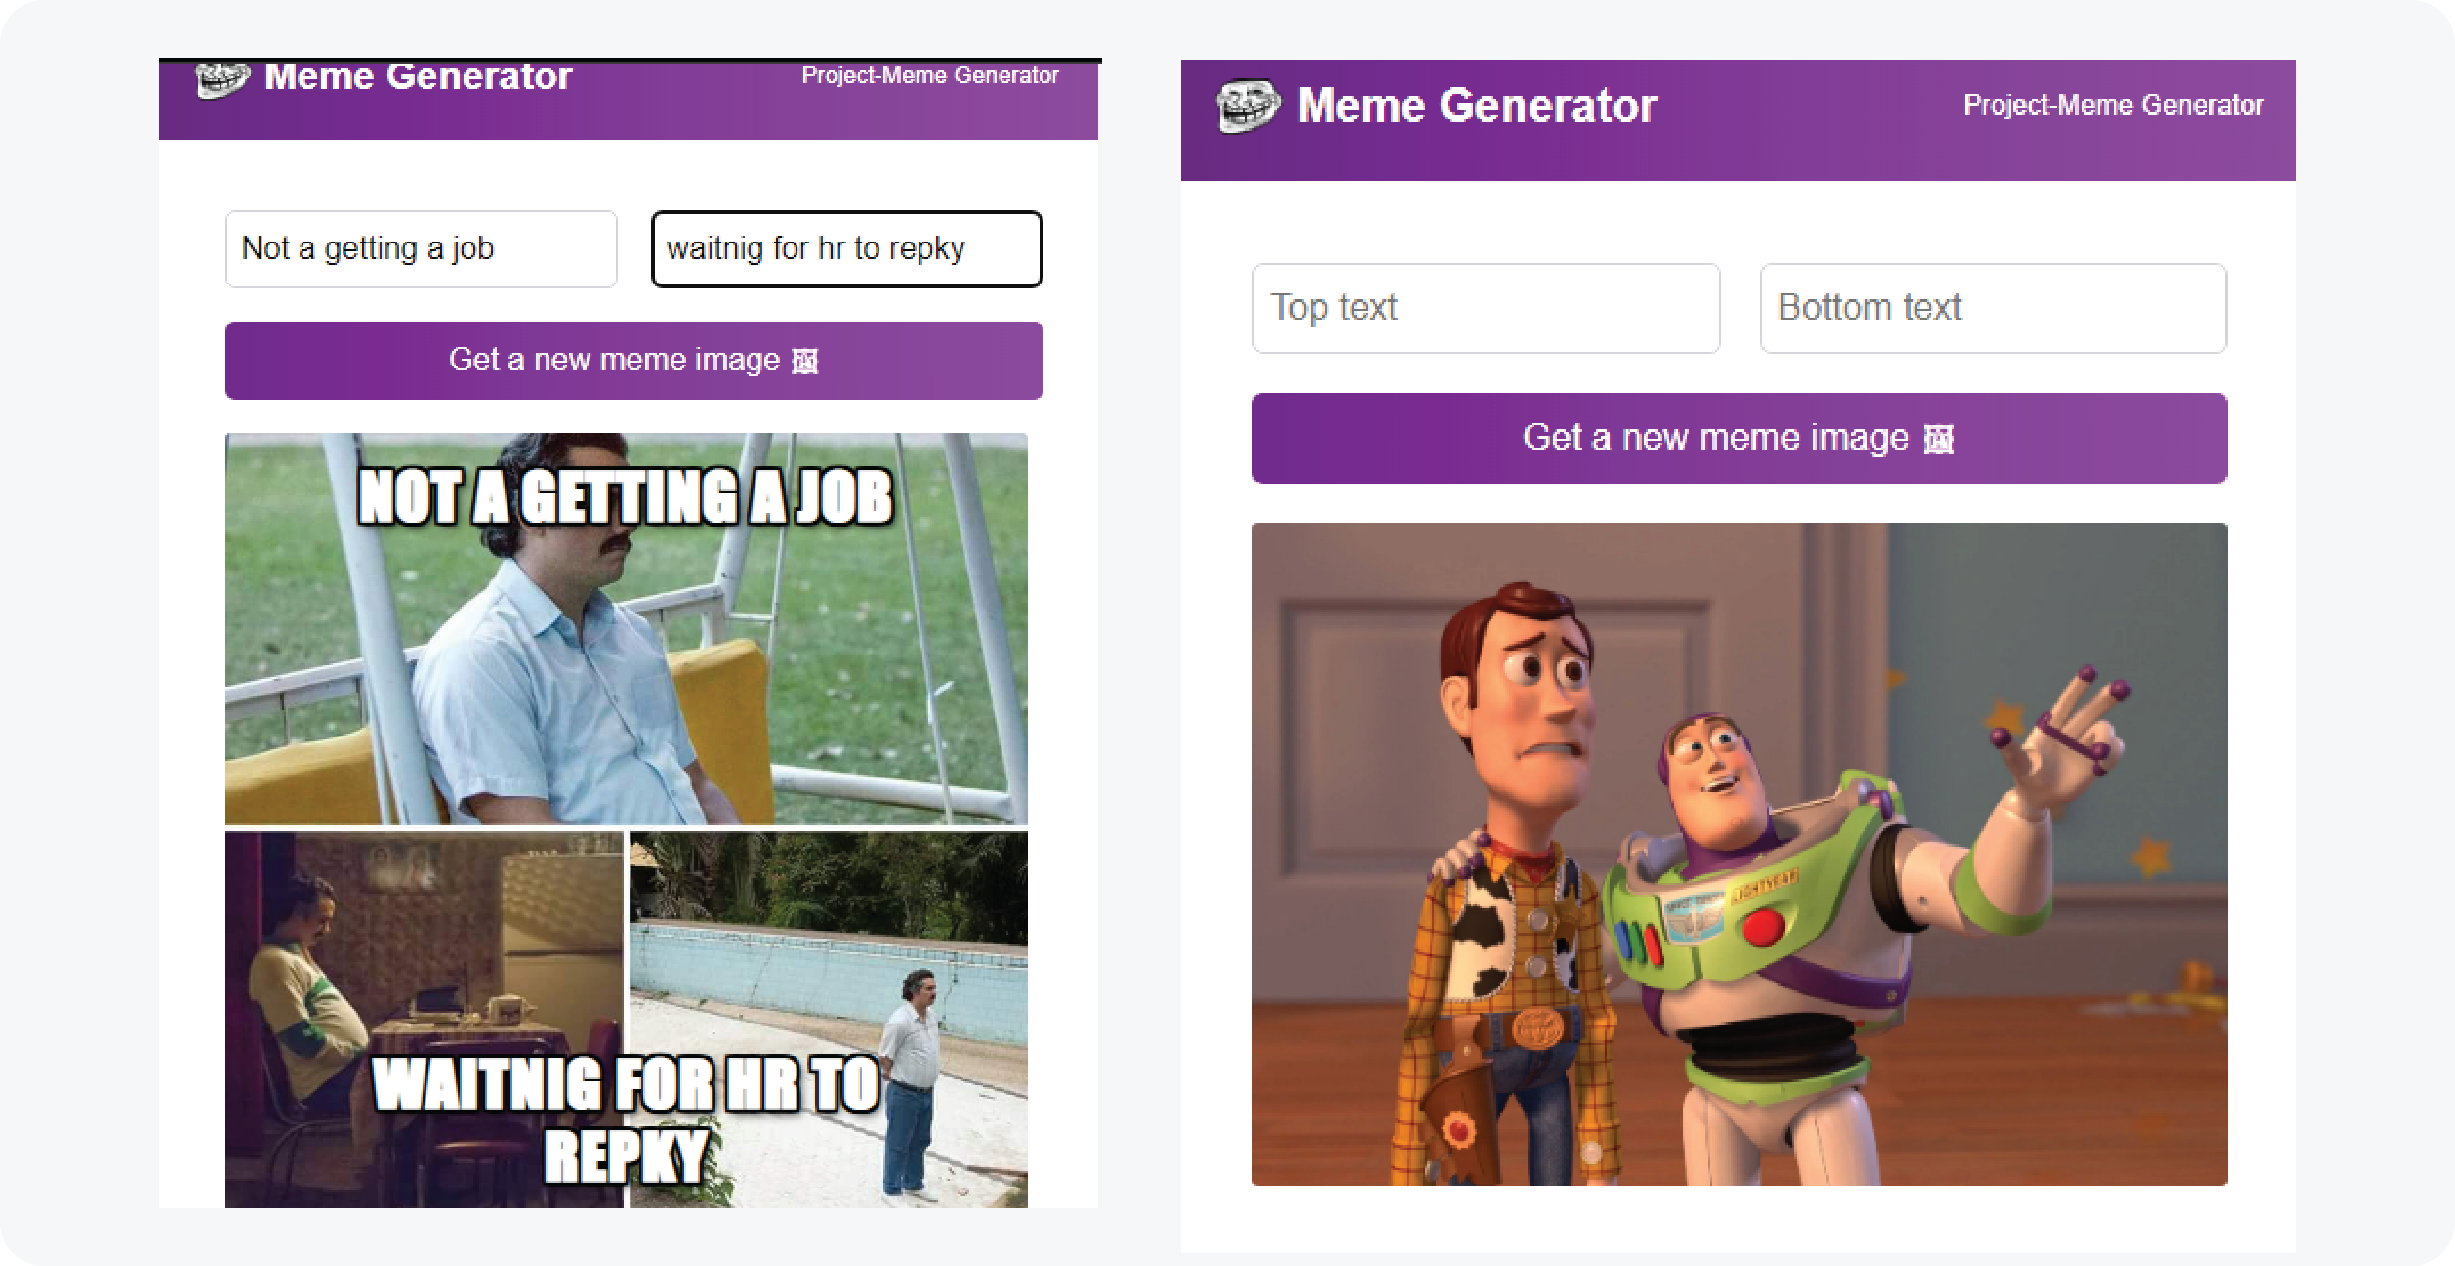 Meme Generator
Project-Meme Generator
Not a getting a job
waitnig for hr to repky
Get a new meme image
NOT A GETTING A JOB
WAITNIG FOR HR TO
REPKY
Meme Generator
Project-Meme Generator
Top text
Bottom text
Get a new meme image